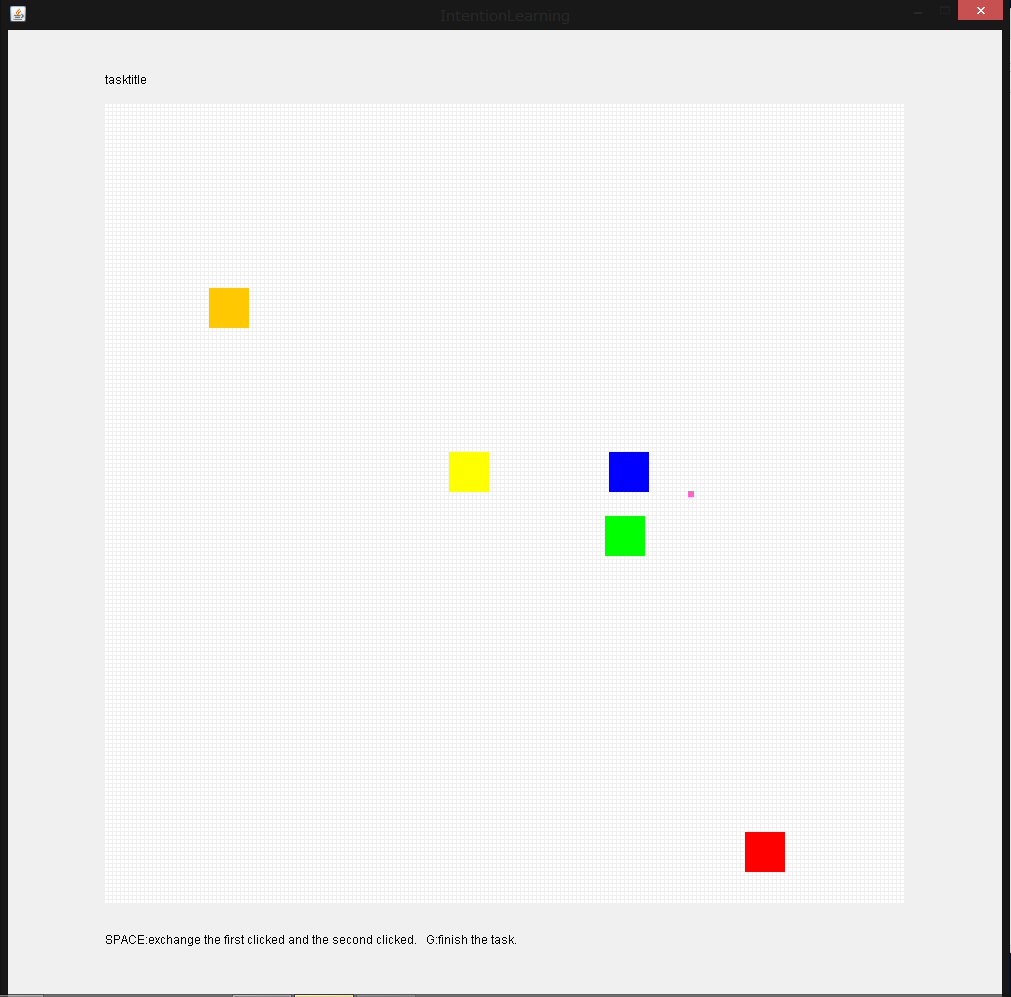 IntentionLearning
tasktitle
SPACE:exchange the first clicked and the second clicked.   G:finish the task.